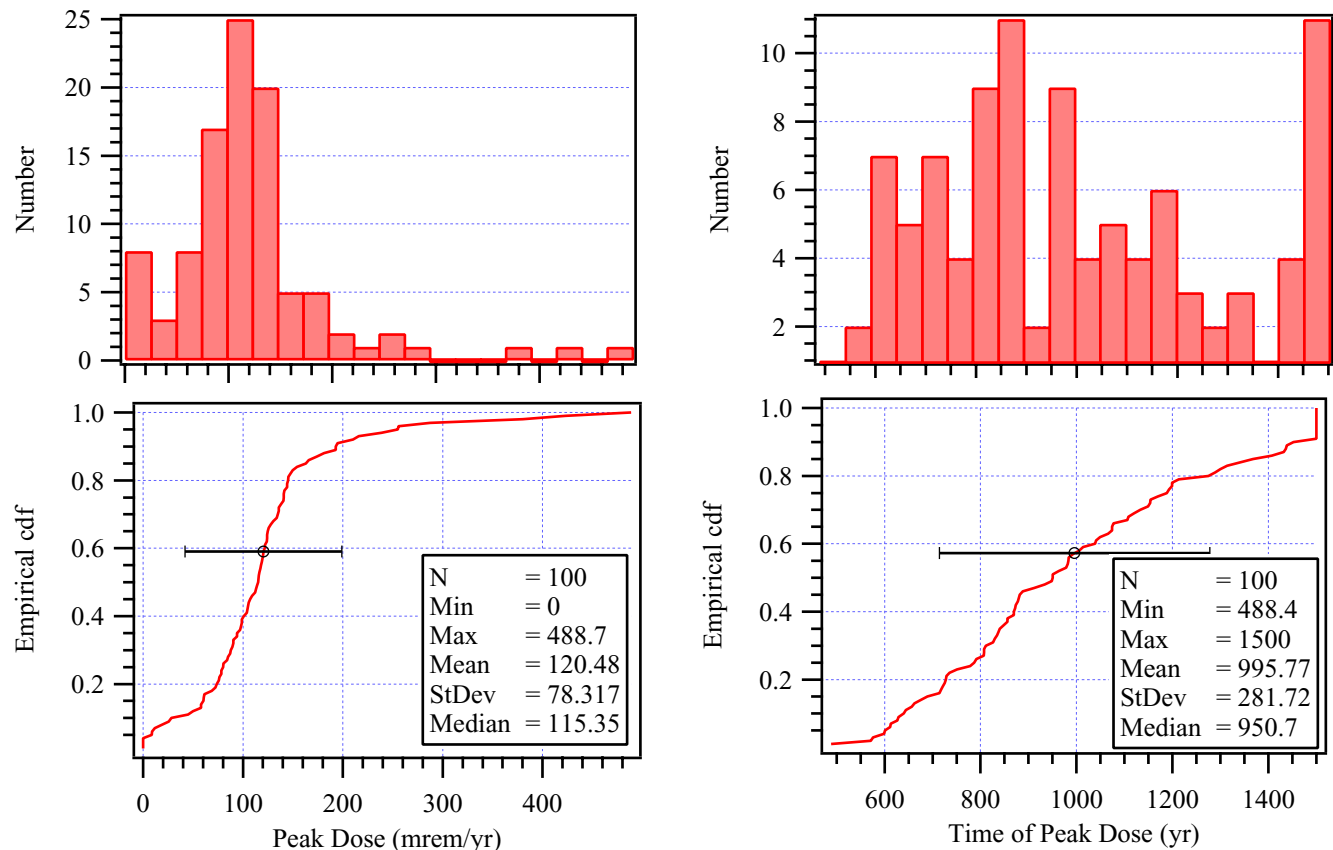 25
20
15
10
5
0
Number
10
8
6
4
2
Number
1.0
0.8
0.6
0.4
0.2
Empirical cdf
N = 100
Min = 0
Max = 488.7
Mean = 120.48
StDev = 78.317
Median = 115.35
0 100 200 300 400
Peak Dose (mrem/yr)
1.0
0.8
0.6
0.4
0.2
Empirical cdf
N = 100
Min = 488.4
Max = 1500
Mean = 995.77
StDev = 281.72
Median = 950.7
600 800 1000 1200 1400
Time of Peak Dose (yr)